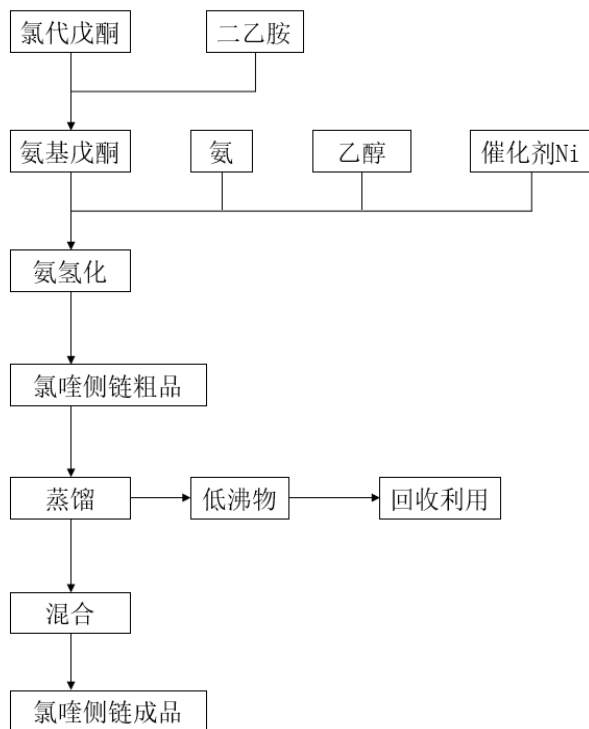 氯代戊酮
二乙胺
氨基戊酮
氨
乙醇
催化剂Ni
氨氢化
氯喹侧链粗品
蒸馏
低沸物
回收利用
混合
氯喹侧链成品